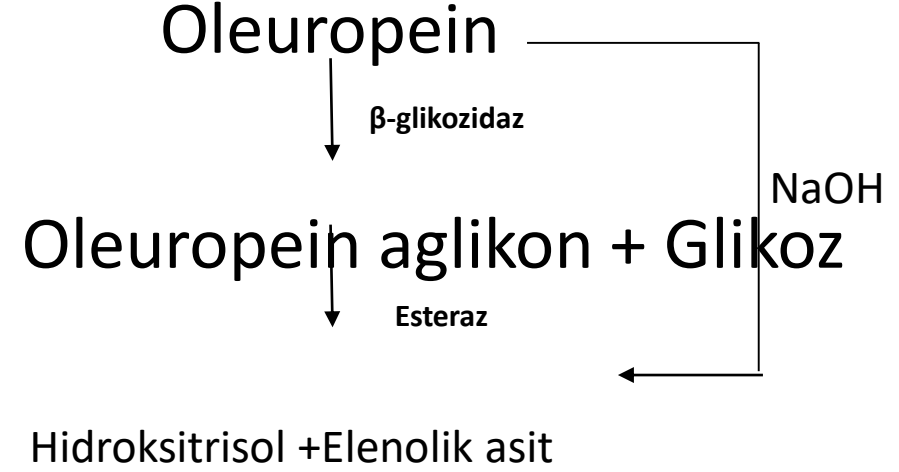 Oleuropein
β-glikozidaz
NaOH
Oleuropein aglikon + Glikoz
Esteraz
Hidroksitrisol +Elenolik asit